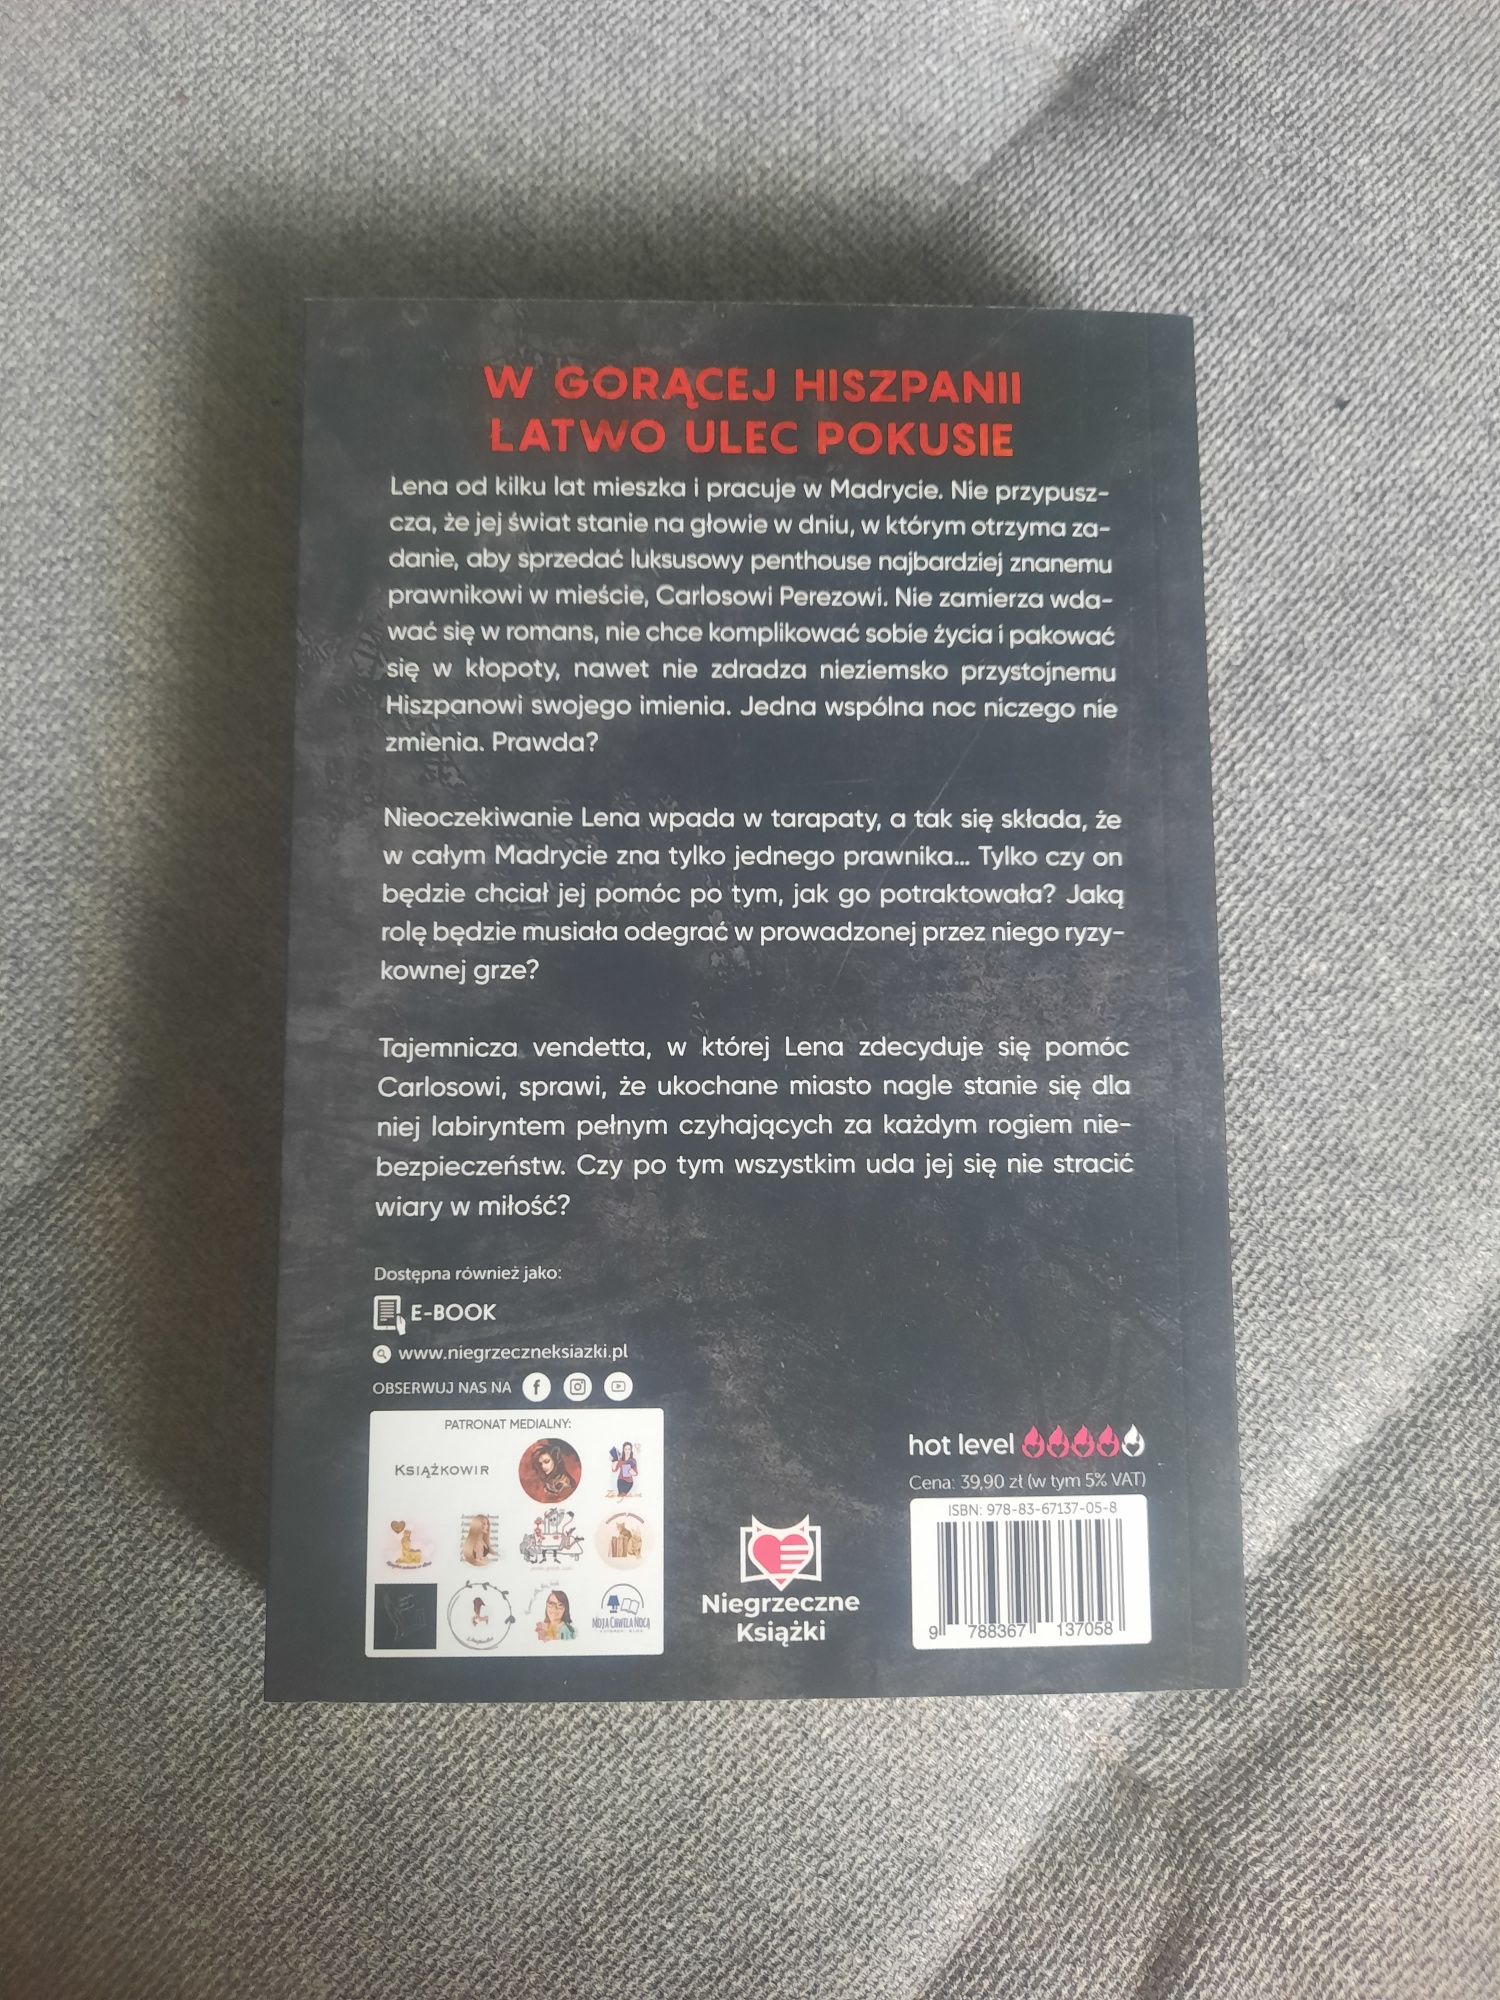 W GORĄCEJ HISZPANII
ŁATWO ULEC POKUSIE
Lena od kilku lat mieszka i pracuje w Madrycie. Nie przypusz-
cza, że jej świat stanie na głowie w dniu, w którym otrzyma za-
danie, aby sprzedać luksusowy penthouse najbardziej znanemu
prawnikowi w mieście, Carlosowi Perezowi. Nie zamierza wda-
wać się w romans, nie chce komplikować sobie życia i pakować
się w kłopoty, nawet nie zdradza nieziemsko przystojnemu
Hiszpanowi swojego imienia. Jedna wspólna noc niczego nie
zmienia. Prawda?
Nieoczekiwanie Lena wpada w tarapaty, a tak się składa, że
w całym Madrycie zna tylko jednego prawnika... Tylko czy on
będzie chciał jej pomóc po tym, jak go potraktowała? Jaką
rolę będzie musiała odegrać w prowadzonej przez niego ryzy-
kownej grze?
Tajemnicza vendetta, w której Lena zdecyduje się pomóc
Carlosowi, sprawi, że ukochane miasto nagle stanie się dla
niej labiryntem pełnym czyhających za każdym rogiem nie-
bezpieczeństw. Czy po tym wszystkim uda jej się nie stracić
wiary w miłość?
Dostępna również jako:
E-BOOK
www.niegrzeczneksiazki.pl
OBSERWUJ NAS NA
PATRONAT MEDIALNY:
KSIĄŻKOWIR
MOJA CHWILA NOCĄ
Niegrzeczne
Książki
hot level
Cena: 39,90 zł (w tym 5% VAT)
ISBN: 978-83-67137-05-8
9 788367 137058